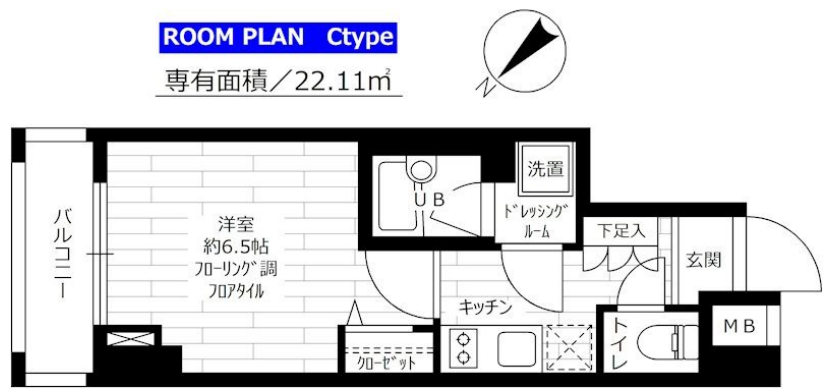 ROOM PLAN Ctype
専有面積／22.11㎡
N
バルコニー
洋室
約6.5帖
フローリング調
フロアタイル
UB
洗置
ドレッシング
ルーム
下足入
玄関
キッチン
クローゼット
トイレ
MB